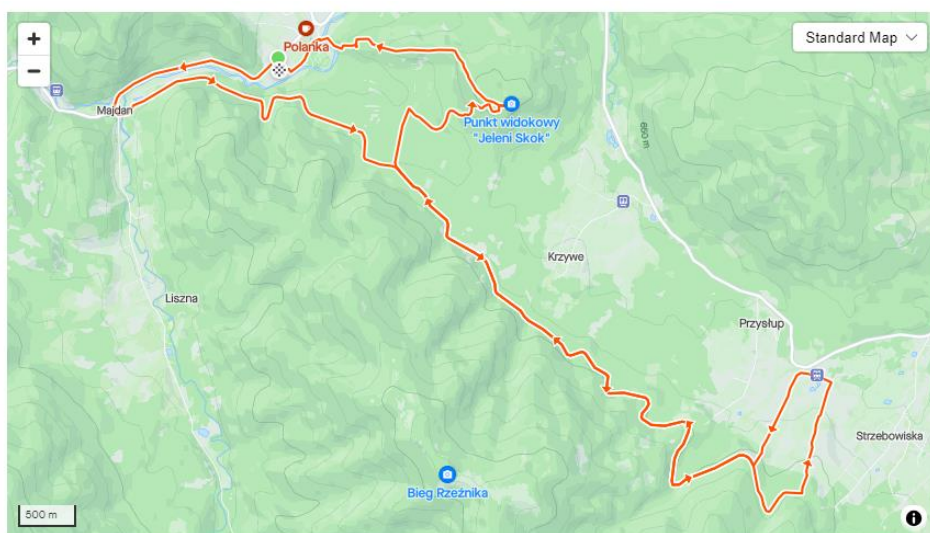 +
Standard Map
Polanka
−
Majdan
Punkt widokowy
"Jeleni Skok"
660 m
Krzywe
Liszna
Przysłup
Strzebowiska
Bieg Rzeźnika
500 m
i